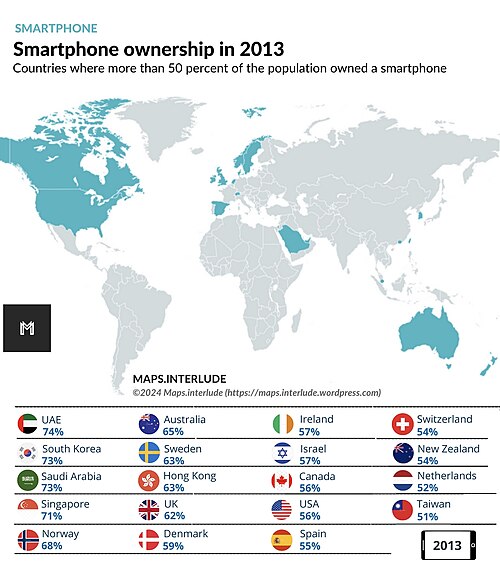 SMARTPHONE
Smartphone ownership in 2013
Countries where more than 50 percent of the population owned a smartphone
M
MAPS.INTERLUDE
©2024 Maps.interlude (https://maps.interlude.wordpress.com)
UAE
74%
Australia
65%
Ireland
57%
Switzerland
54%
South Korea
73%
Sweden
63%
Israel
57%
New Zealand
54%
Saudi Arabia
73%
Hong Kong
63%
Canada
56%
Netherlands
52%
Singapore
71%
UK
62%
USA
56%
Taiwan
51%
Norway
68%
Denmark
59%
Spain
55%
2013